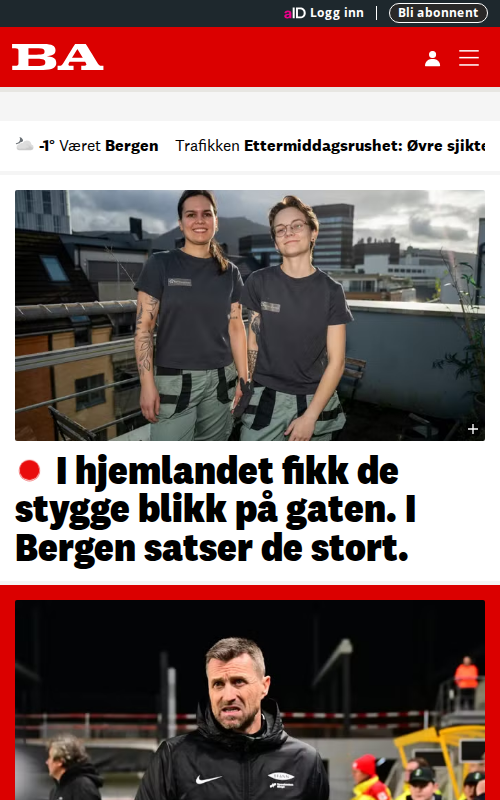 aID Logg inn
Bli abonnent
BA
-1° Været Bergen
Trafikken Ettermiddagsrushet: Øvre sjikte
I hjemlandet fikk de
stygge blikk på gaten. I
Bergen satser de stort.